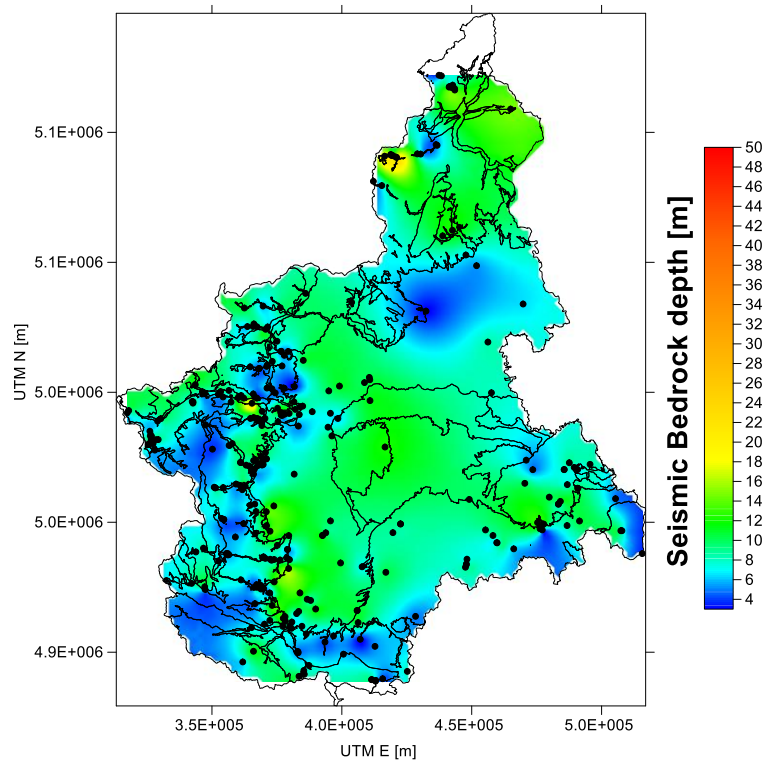 5.1E+006
5.1E+006
5.0E+006
5.0E+006
4.9E+006
UTM N [m]
3.5E+005
4.0E+005
4.5E+005
5.0E+005
UTM E [m]
Seismic Bedrock depth [m]
50
48
46
44
42
40
38
36
34
32
30
28
26
24
22
20
18
16
14
12
10
8
6
4